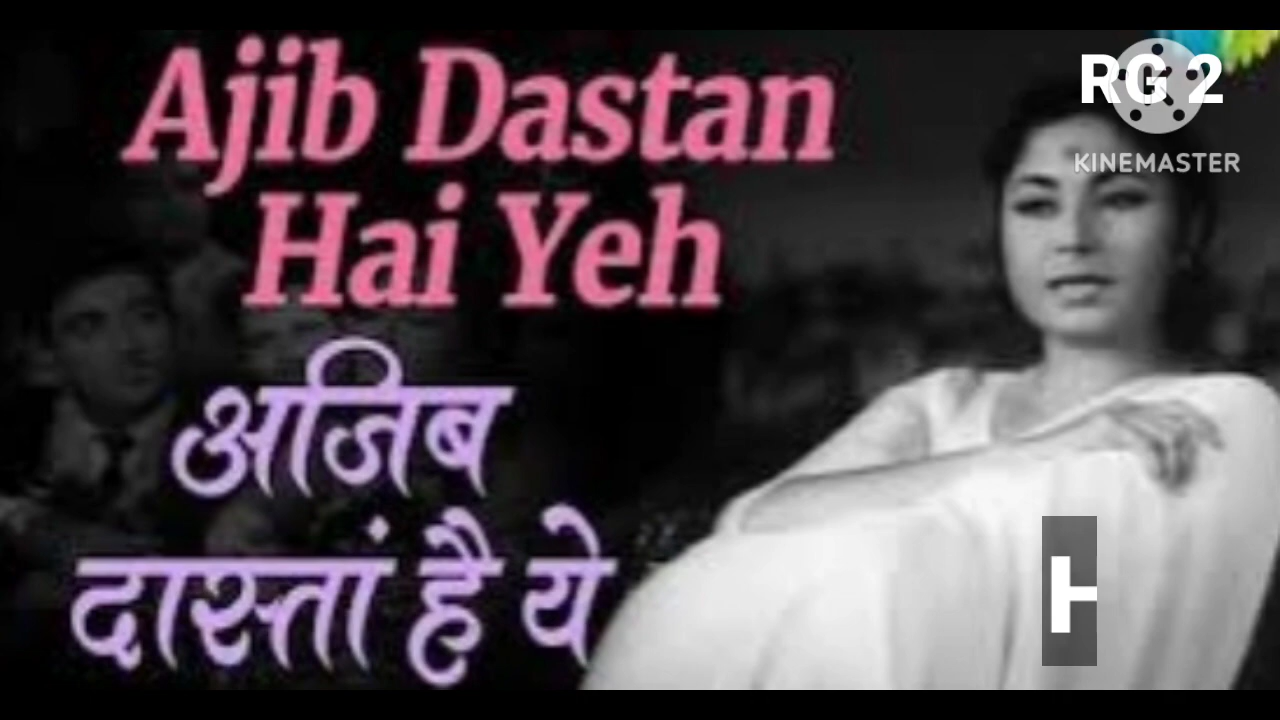 Ajib Dastan
Hai Yeh
अजिब
दास्तां है ये
RG 2
KINEMASTER
H